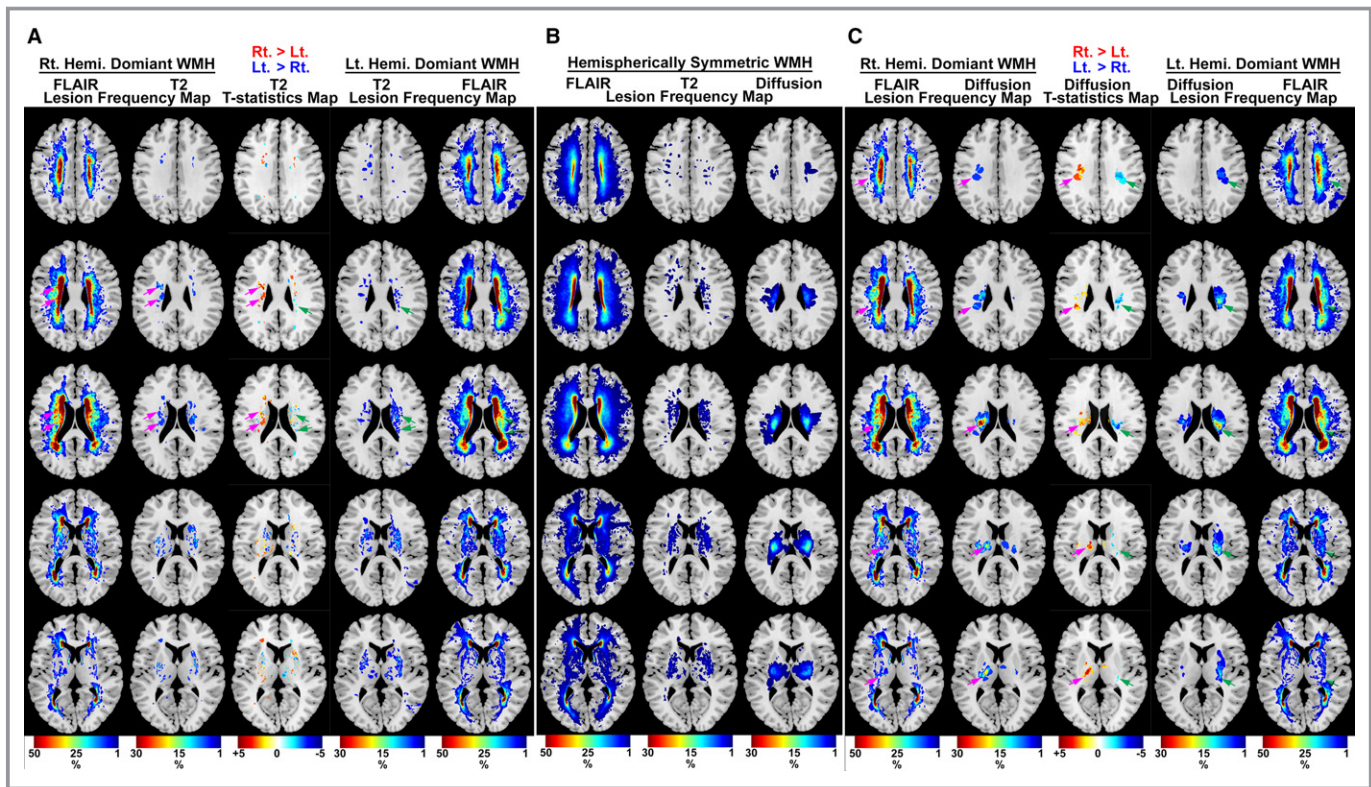 A
Rt. > Lt.
Lt. > Rt.
Rt. Hemi. Domiant WMH
Lt. Hemi. Domiant WMH
FLAIR T2 T2 T2 FLAIR
Lesion Frequency Map T-statistics Map Lesion Frequency Map
50 25 1 30 15 1 +5 0 -5 30 15 1 50 25 1
% % % %
B
Hemispherically Symmetric WMH
FLAIR T2 Diffusion
Lesion Frequency Map
50 25 1 30 15 1 30 15 1
% % %
C
Rt. > Lt.
Lt. > Rt.
Rt. Hemi. Domiant WMH
Lt. Hemi. Domiant WMH
FLAIR Diffusion Diffusion Diffusion FLAIR
Lesion Frequency Map T-statistics Map Lesion Frequency Map
50 25 1 30 15 1 +5 0 -5 30 15 1 50 25 1
% % % %